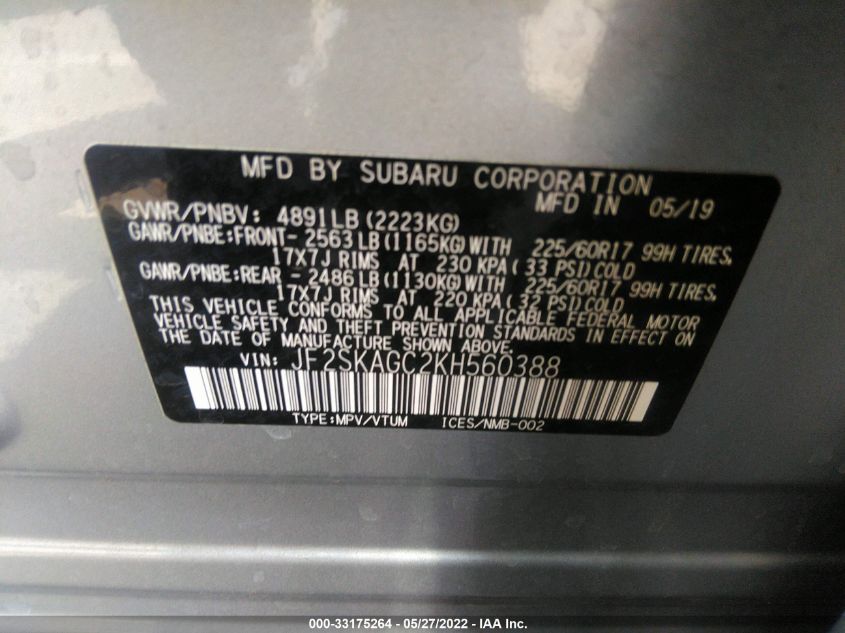 MFD BY SUBARU CORPORATION
MFD IN 05/19
GVWR/PNBV: 4891LB (2223KG)
GAWR/PNBE:FRONT- 2563 LB (1165KG) WITH 225/60R17 99H TIRES,
17X7J RIMS AT 230 KPA ( 33 PSI) COLD
GAWR/PNBE:REAR - 2486 LB (1130KG) WITH 225/60R17 99H TIRES,
17X7J RIMS AT 220 KPA ( 32 PSI) COLD
THIS VEHICLE CONFORMS TO ALL APPLICABLE FEDERAL MOTOR
VEHICLE SAFETY AND THEFT PREVENTION STANDARDS IN EFFECT ON
THE DATE OF MANUFACTURE SHOWN ABOVE.
VIN: JF2SKAGC2KH560388
TYPE:MPV/VTUM ICES/NMB-002
000-33175264 - 05/27/2022 - IAA Inc.